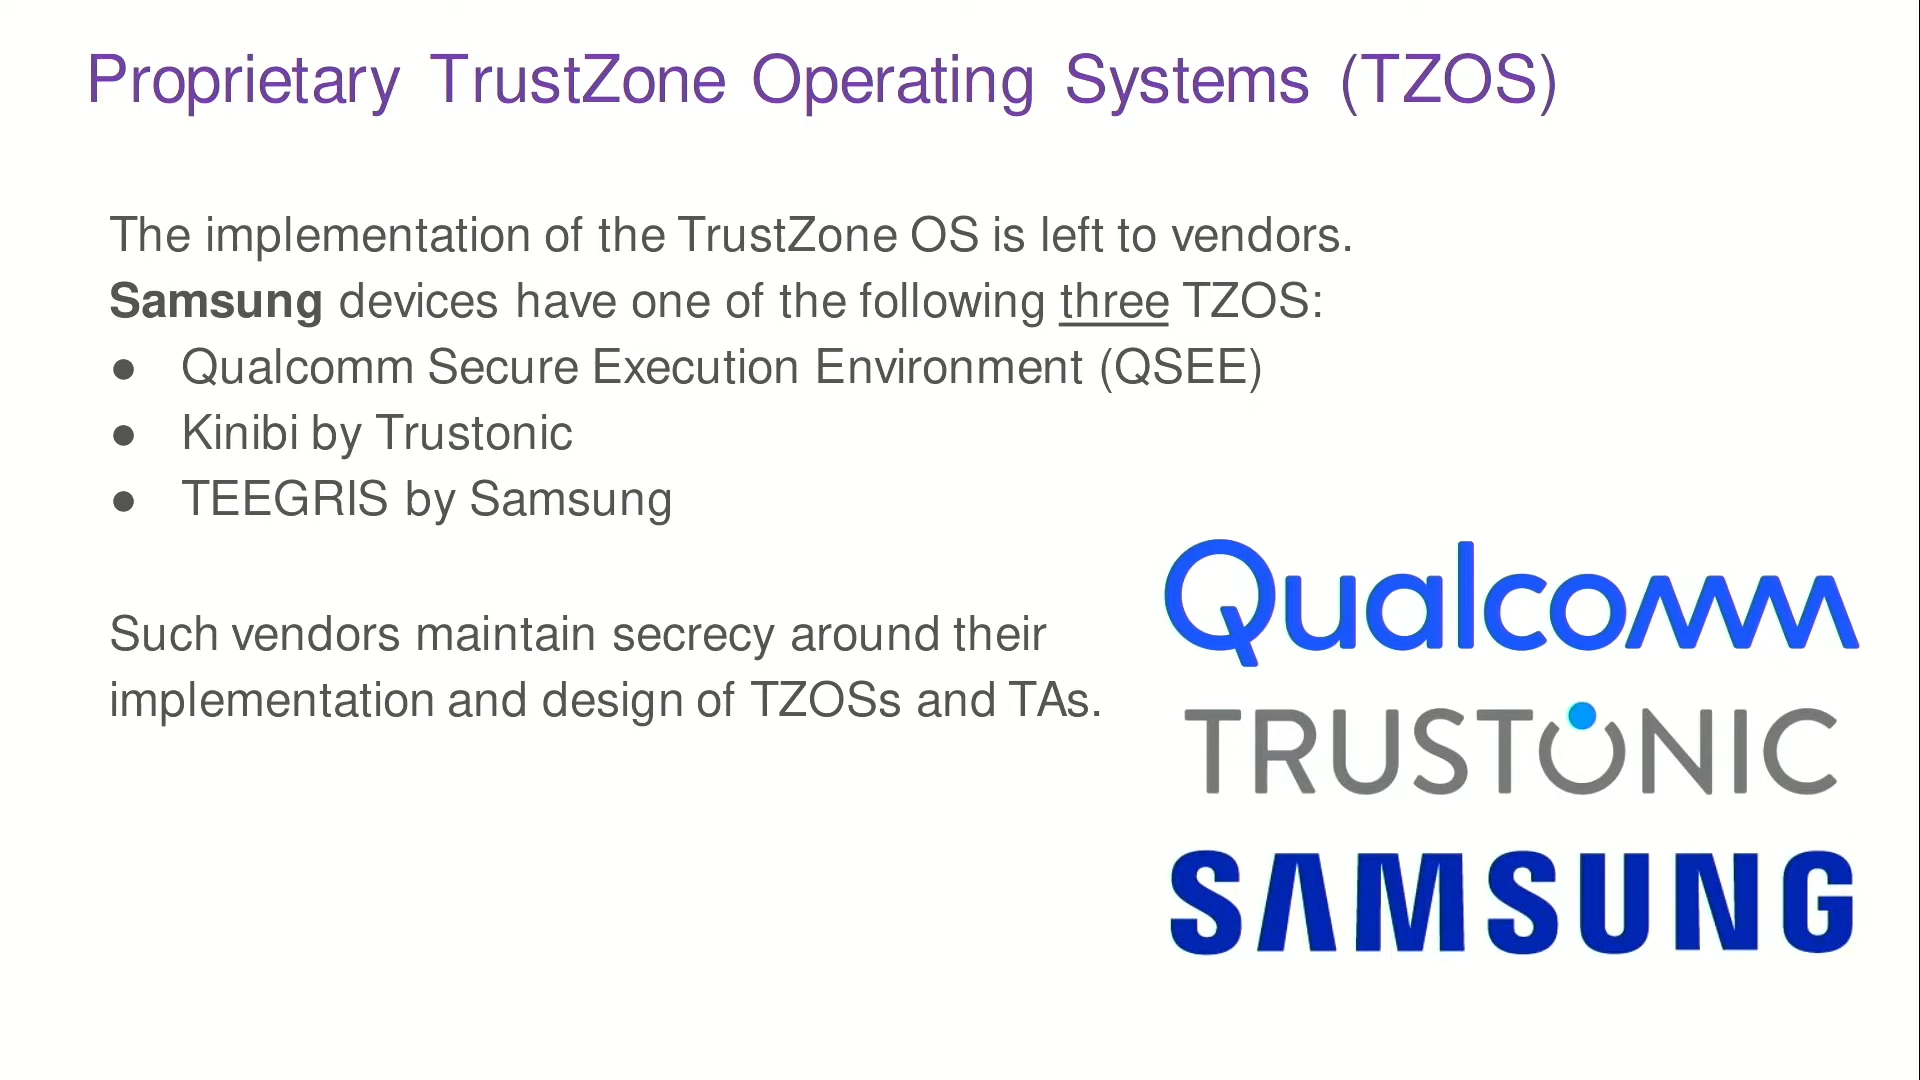 Proprietary TrustZone Operating Systems (TZOS)
The implementation of the TrustZone OS is left to vendors.
Samsung devices have one of the following three TZOS:
● Qualcomm Secure Execution Environment (QSEE)
● Kinibi by Trustonic
● TEEGRIS by Samsung
Such vendors maintain secrecy around their
implementation and design of TZOSs and TAs.
Qualcomm
TRUSTONIC
SAMSUNG